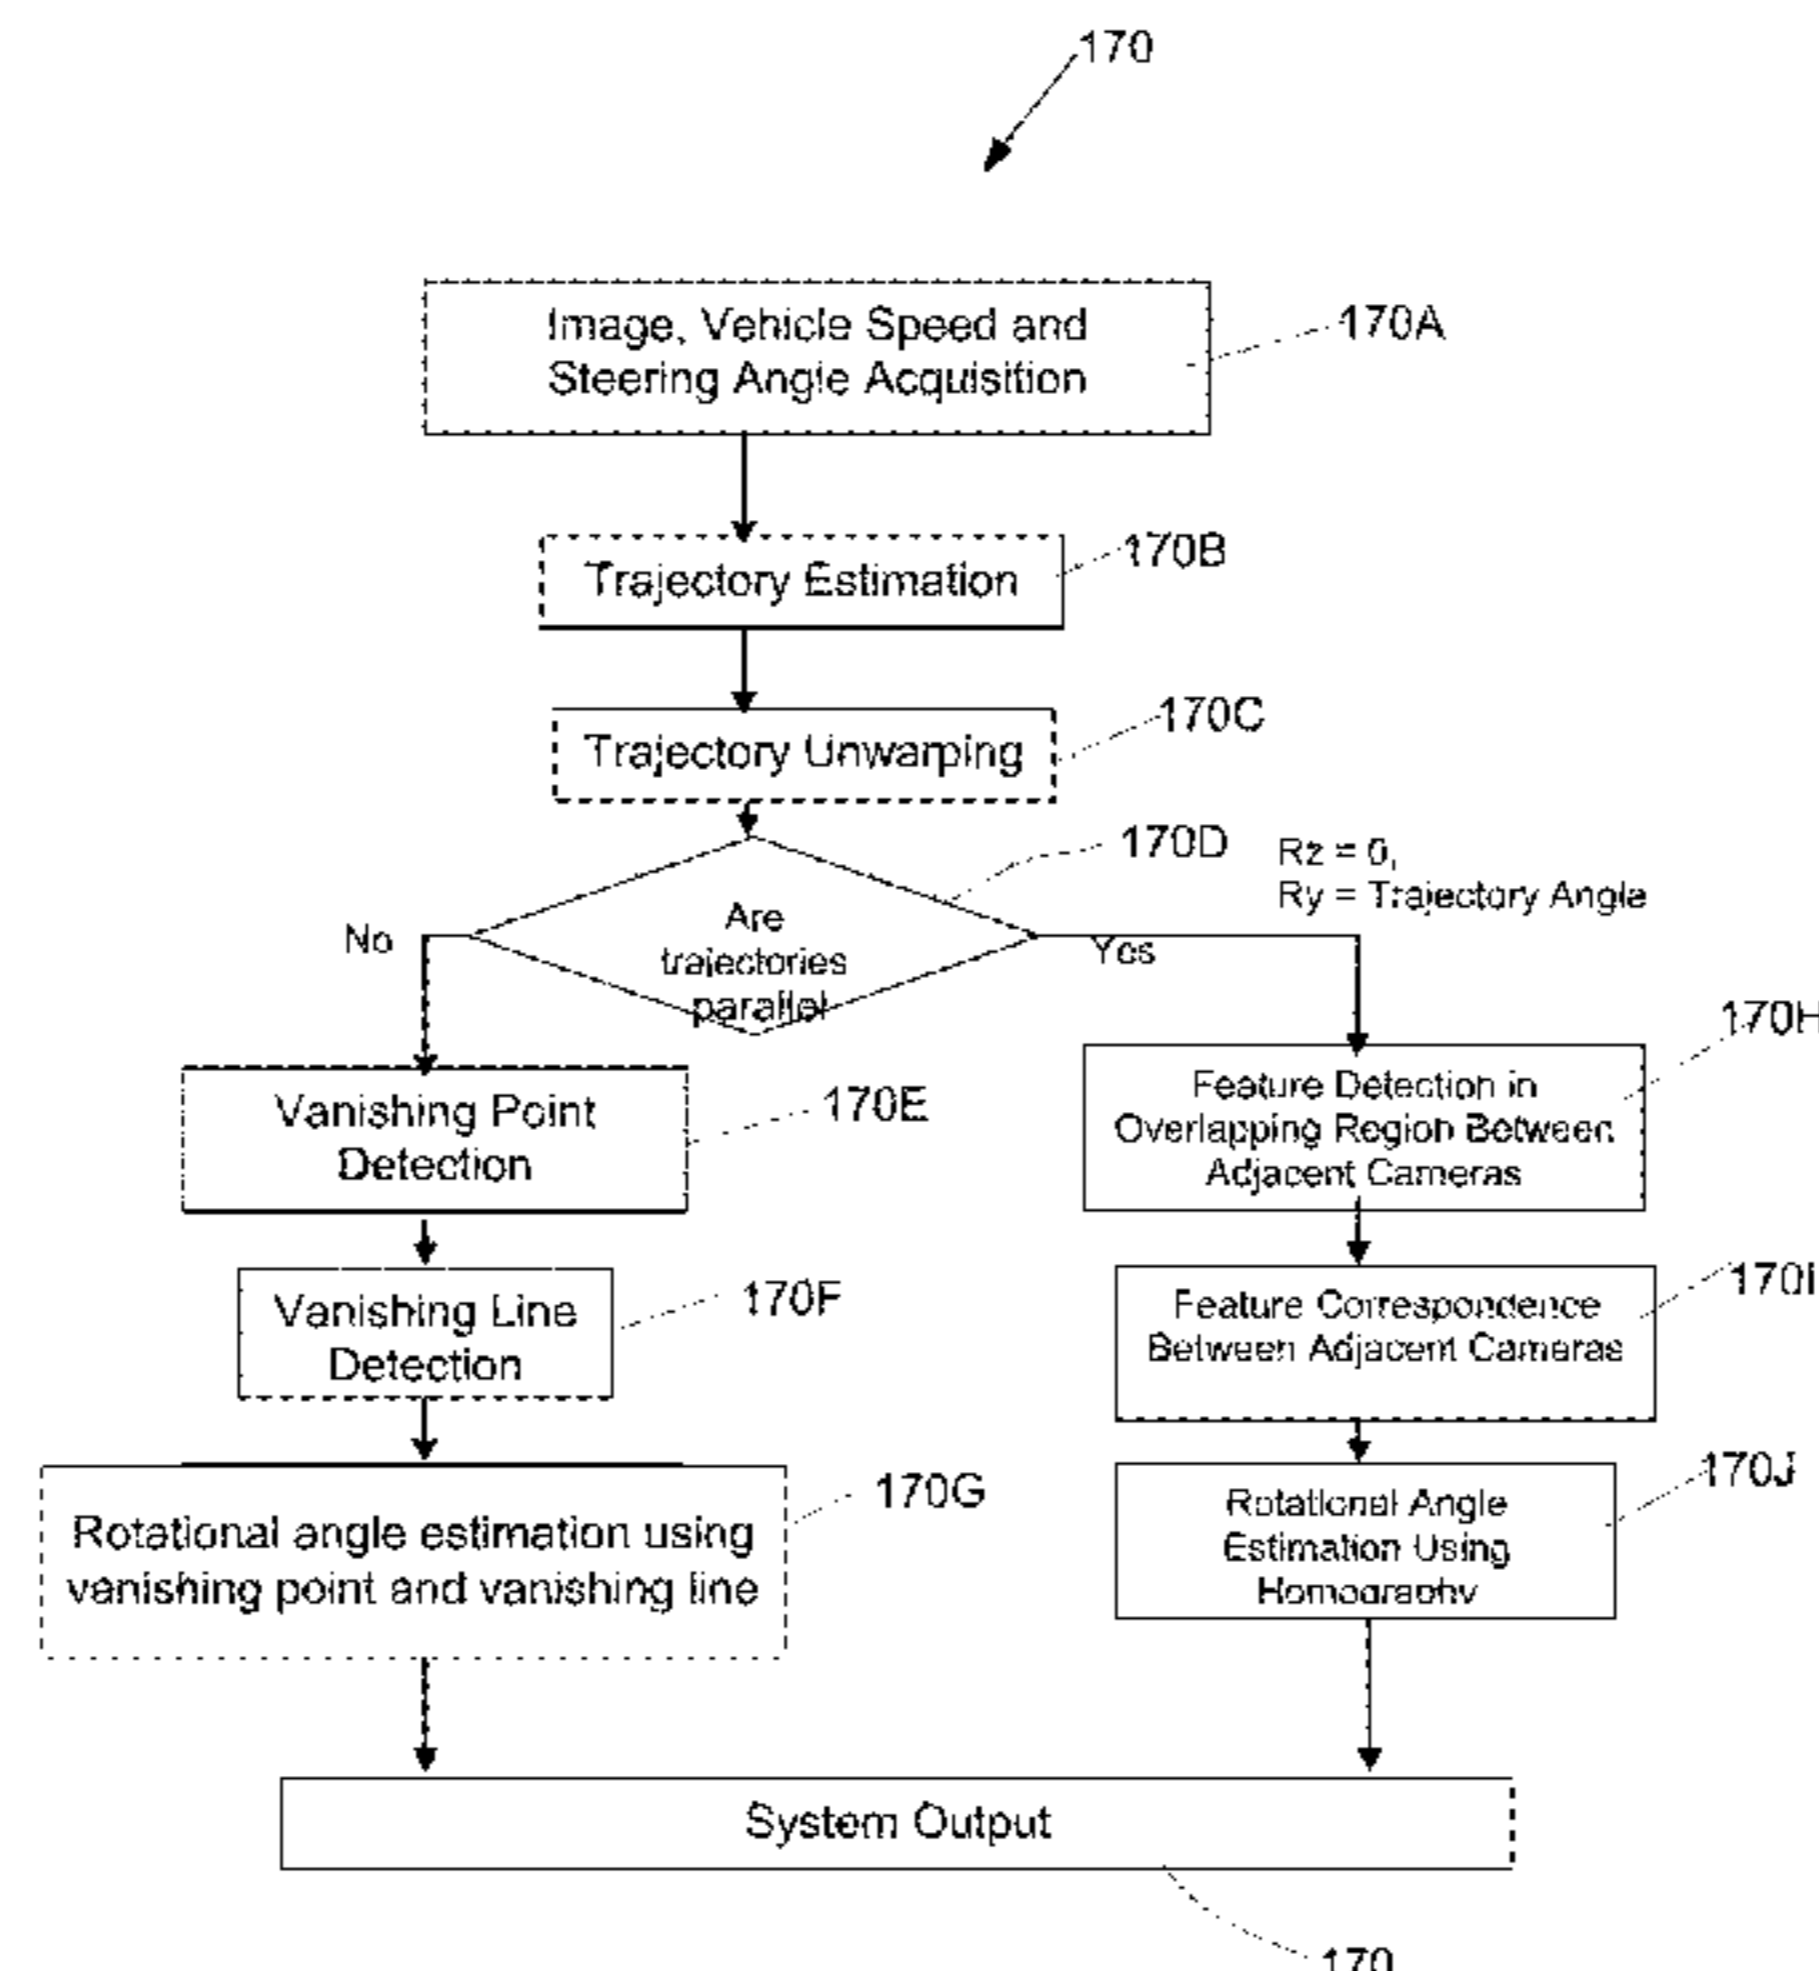 170
Image, Vehicle Speed and
Steering Angle Acquisition
170A
Trajectory Estimation
170B
Trajectory Unwarping
170C
170D
Rz = 0,
Ry = Trajectory Angle
Are
trajectories
parallel
No
Yes
Vanishing Point
Detection
170E
Feature Detection in
Overlapping Region Between
Adjacent Cameras
170H
Vanishing Line
Detection
170F
Feature Correspondence
Between Adjacent Cameras
170I
Rotational angle estimation using
vanishing point and vanishing line
170G
Rotational Angle
Estimation Using
Homography
170J
System Output
170